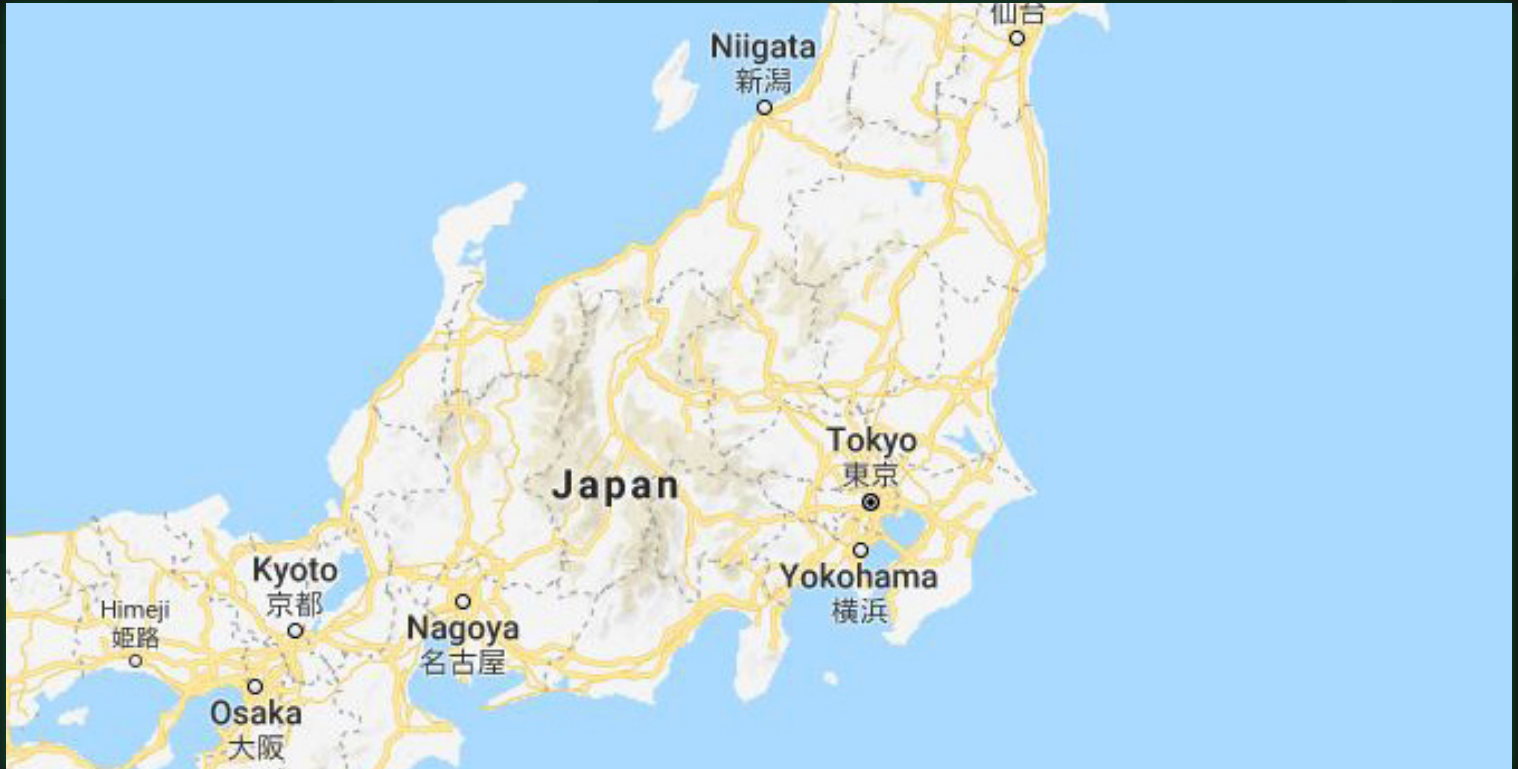 仙台
Niigata
新潟
Tokyo
東京
Japan
Kyoto
京都
Yokohama
横浜
Himeji
姫路
Nagoya
名古屋
Osaka
大阪